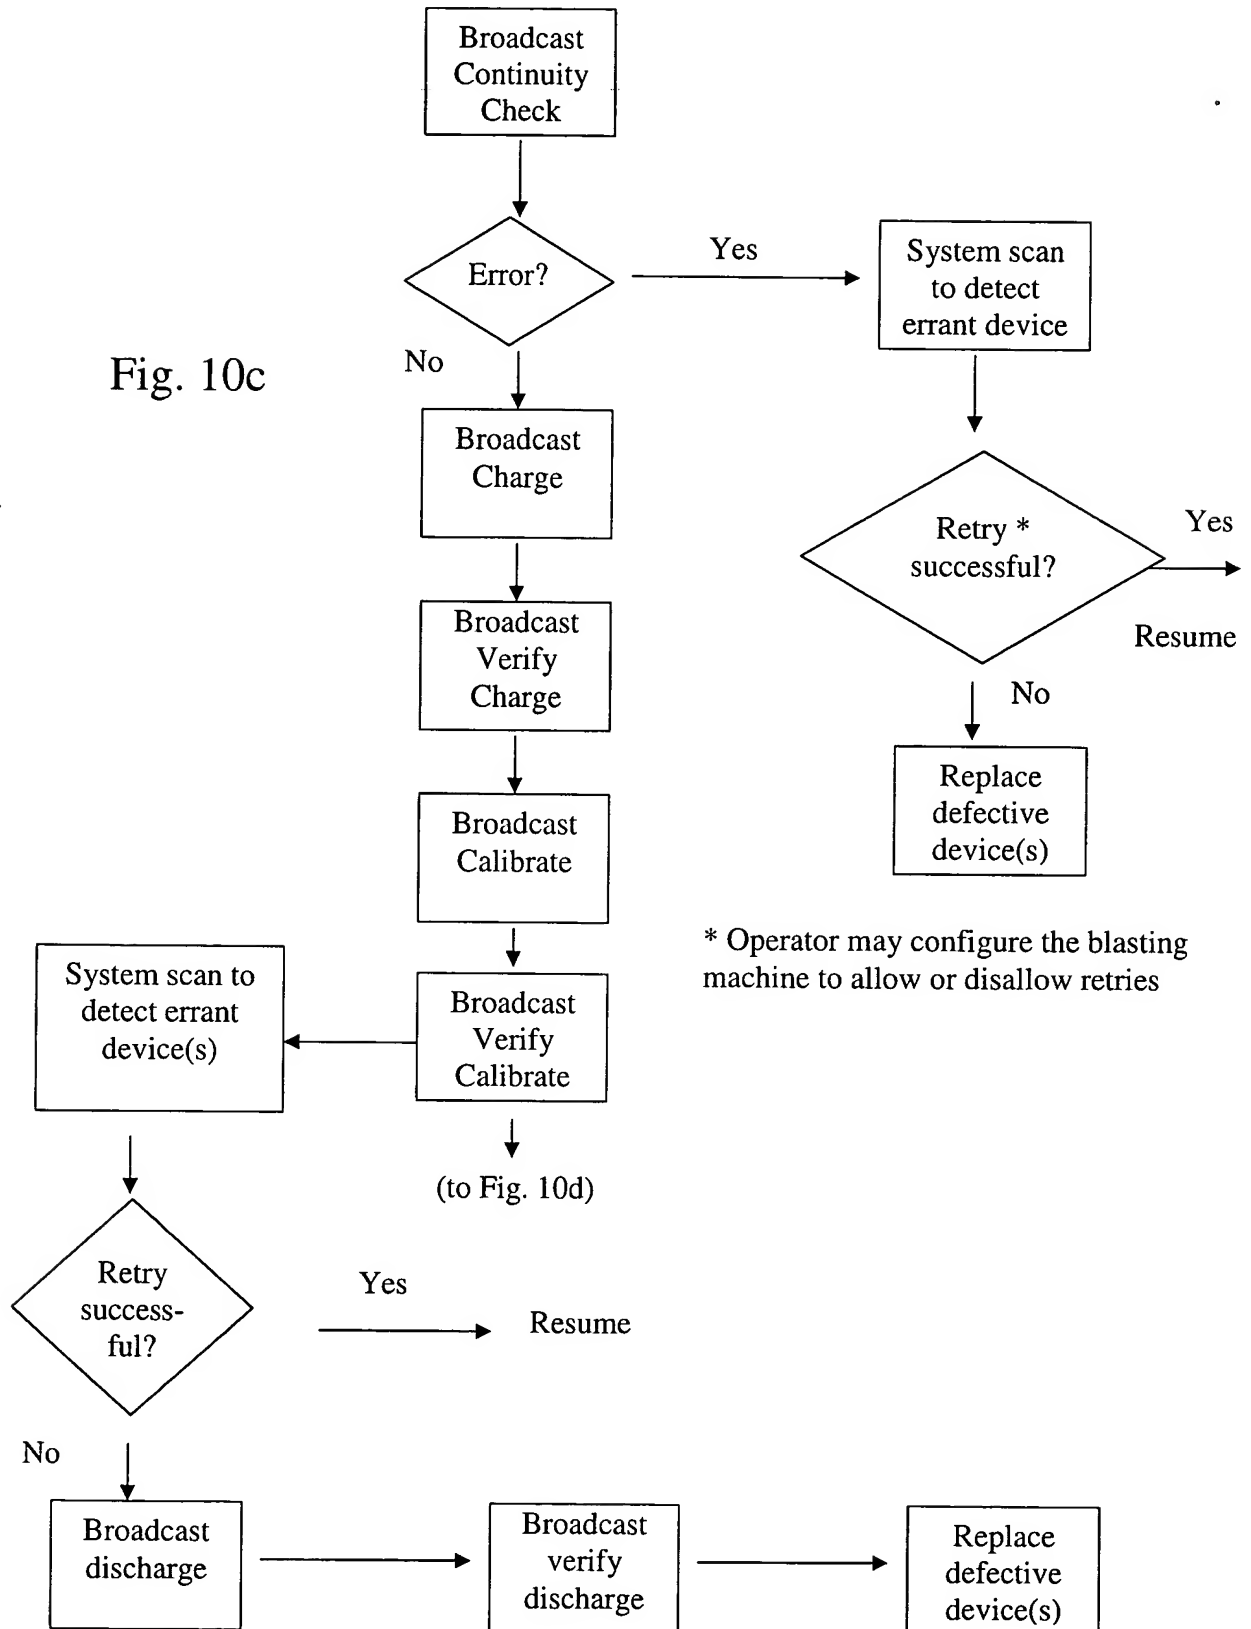 Broadcast
Continuity
Check
Error?
Yes
System scan
to detect
errant device
No
Fig. 10c
Broadcast
Charge
Retry *
successful?
Yes
Resume
No
Broadcast
Verify
Charge
Replace
defective
device(s)
Broadcast
Calibrate
* Operator may configure the blasting
machine to allow or disallow retries
System scan to
detect errant
device(s)
Broadcast
Verify
Calibrate
(to Fig. 10d)
Retry
success-
ful?
Yes
Resume
No
Broadcast
discharge
Broadcast
verify
discharge
Replace
defective
device(s)